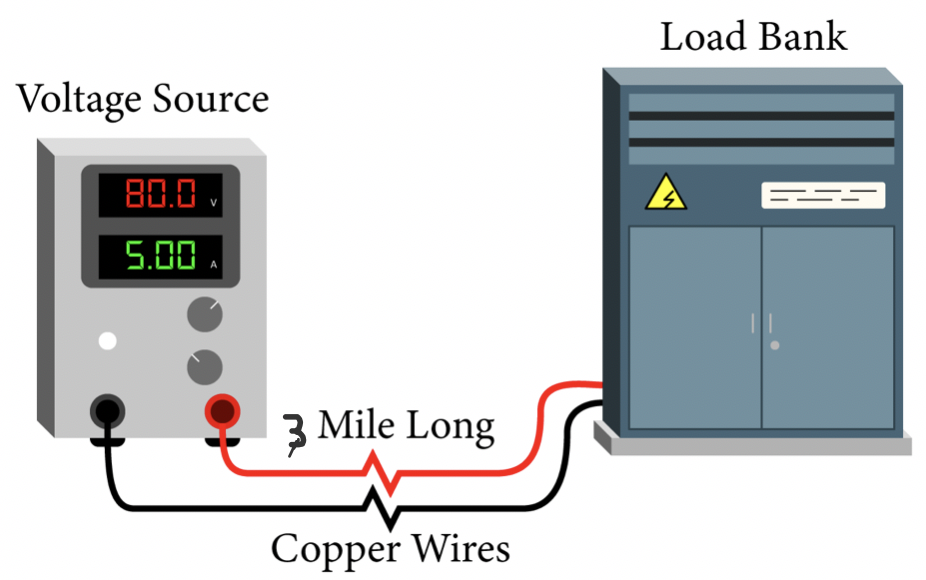 Load Bank
Voltage Source
80.0 V
5.00 A
3 Mile Long
Copper Wires